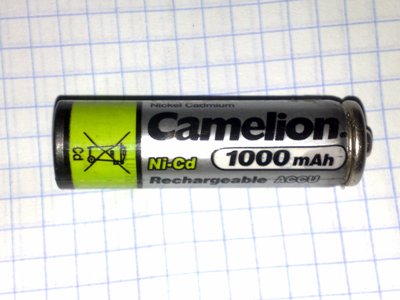 Nickel Cadmium
Camelion.
Ni-Cd 1000 mAh
Rechargeable ACCU
Cd